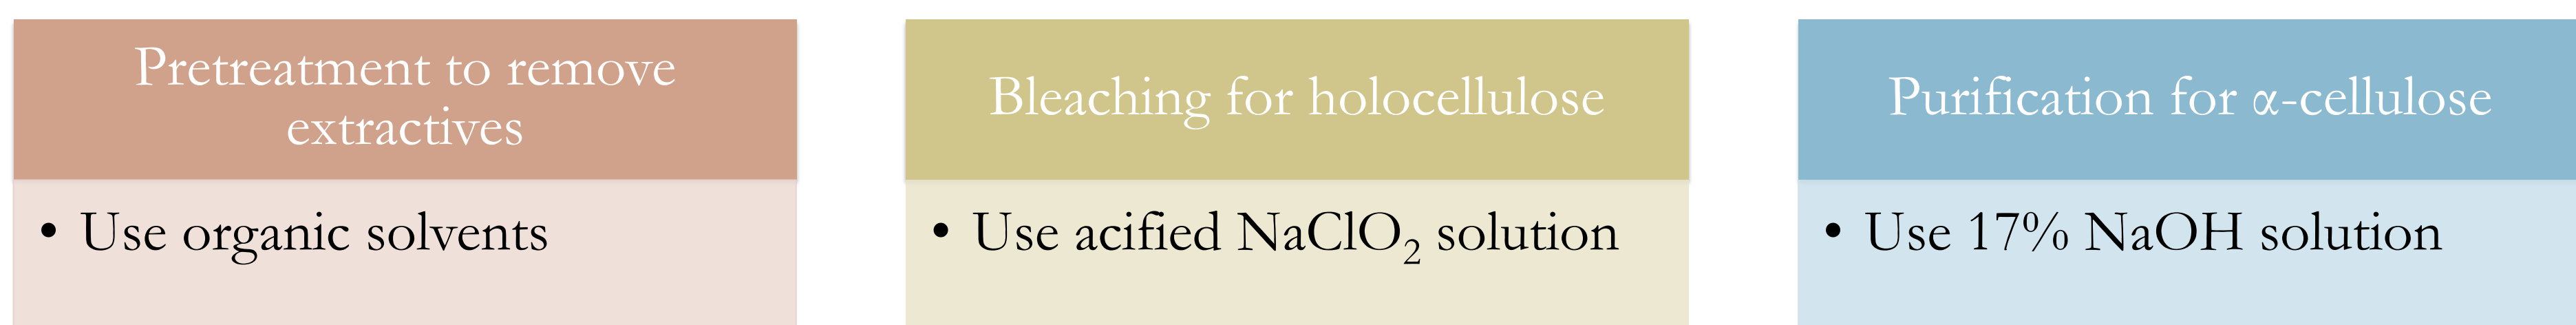 Pretreatment to remove
extractives
• Use organic solvents
Bleaching for holocellulose
• Use acified NaClO₂ solution
Purification for α-cellulose
• Use 17% NaOH solution